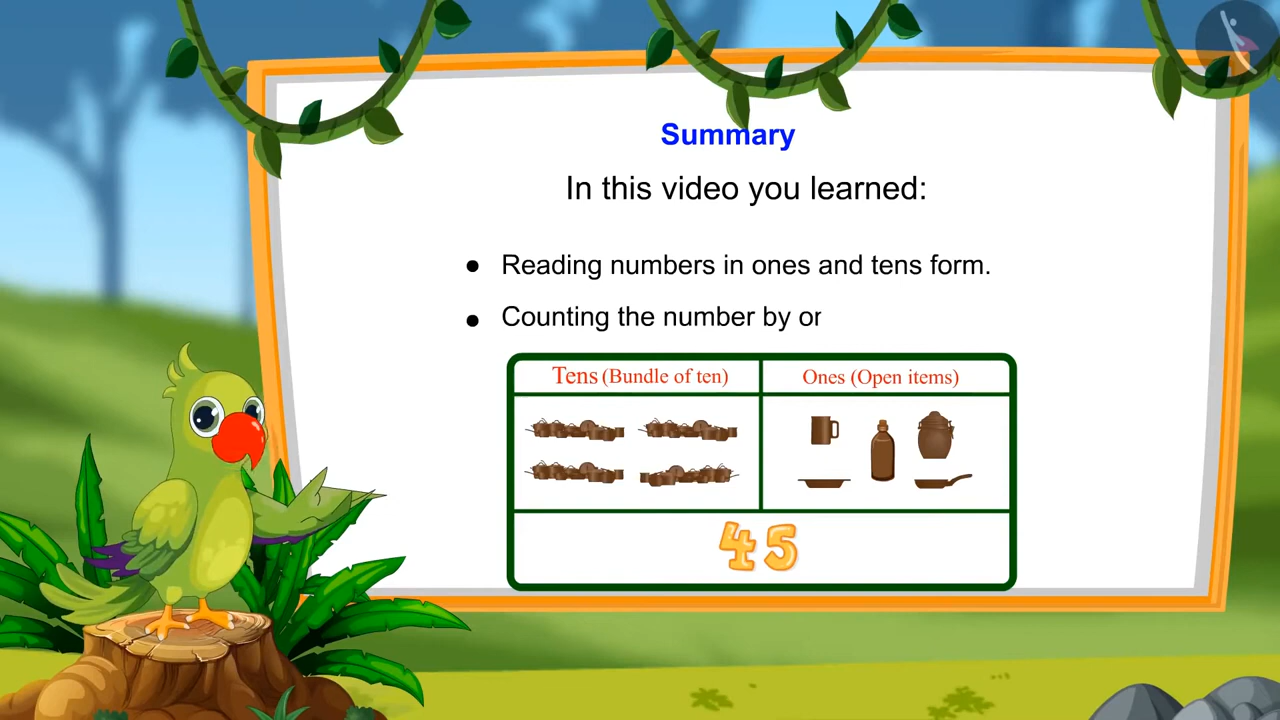 Summary
In this video you learned:
● Reading numbers in ones and tens form.
● Counting the number by or
Tens (Bundle of ten) Ones (Open items)
45